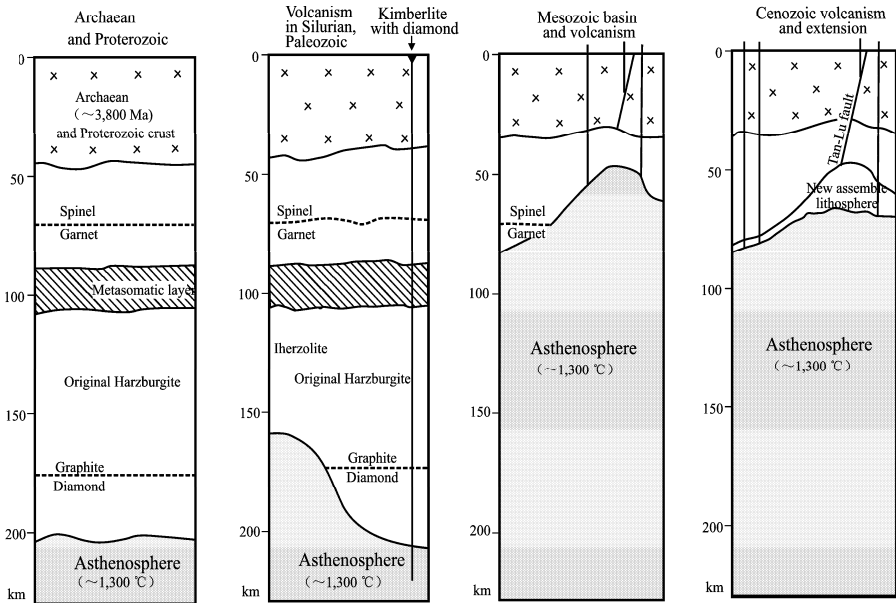 Archaean
and Proterozoic
0
Archaean
(～3,800 Ma)
and Proterozoic crust
50
Spinel
Garnet
Metasomatic layer
100
Original Harzburgite
150
Graphite
Diamond
200
Asthenosphere
(～1,300 ℃)
km
Volcanism
in Silurian,
Paleozoic
Kimberlite
with diamond
0
50
Spinel
Garnet
100
Iherzolite
Original Harzburgite
150
Graphite
Diamond
200
Asthenosphere
(～1,300 ℃)
km
Mesozoic basin
and volcanism
0
50
Spinel
Garnet
100
Asthenosphere
(～1,300 ℃)
150
200
km
Cenozoic volcanism
and extension
0
Tan-Lu fault
50
New assemble
lithosphere
100
Asthenosphere
(～1,300 ℃)
150
200
km